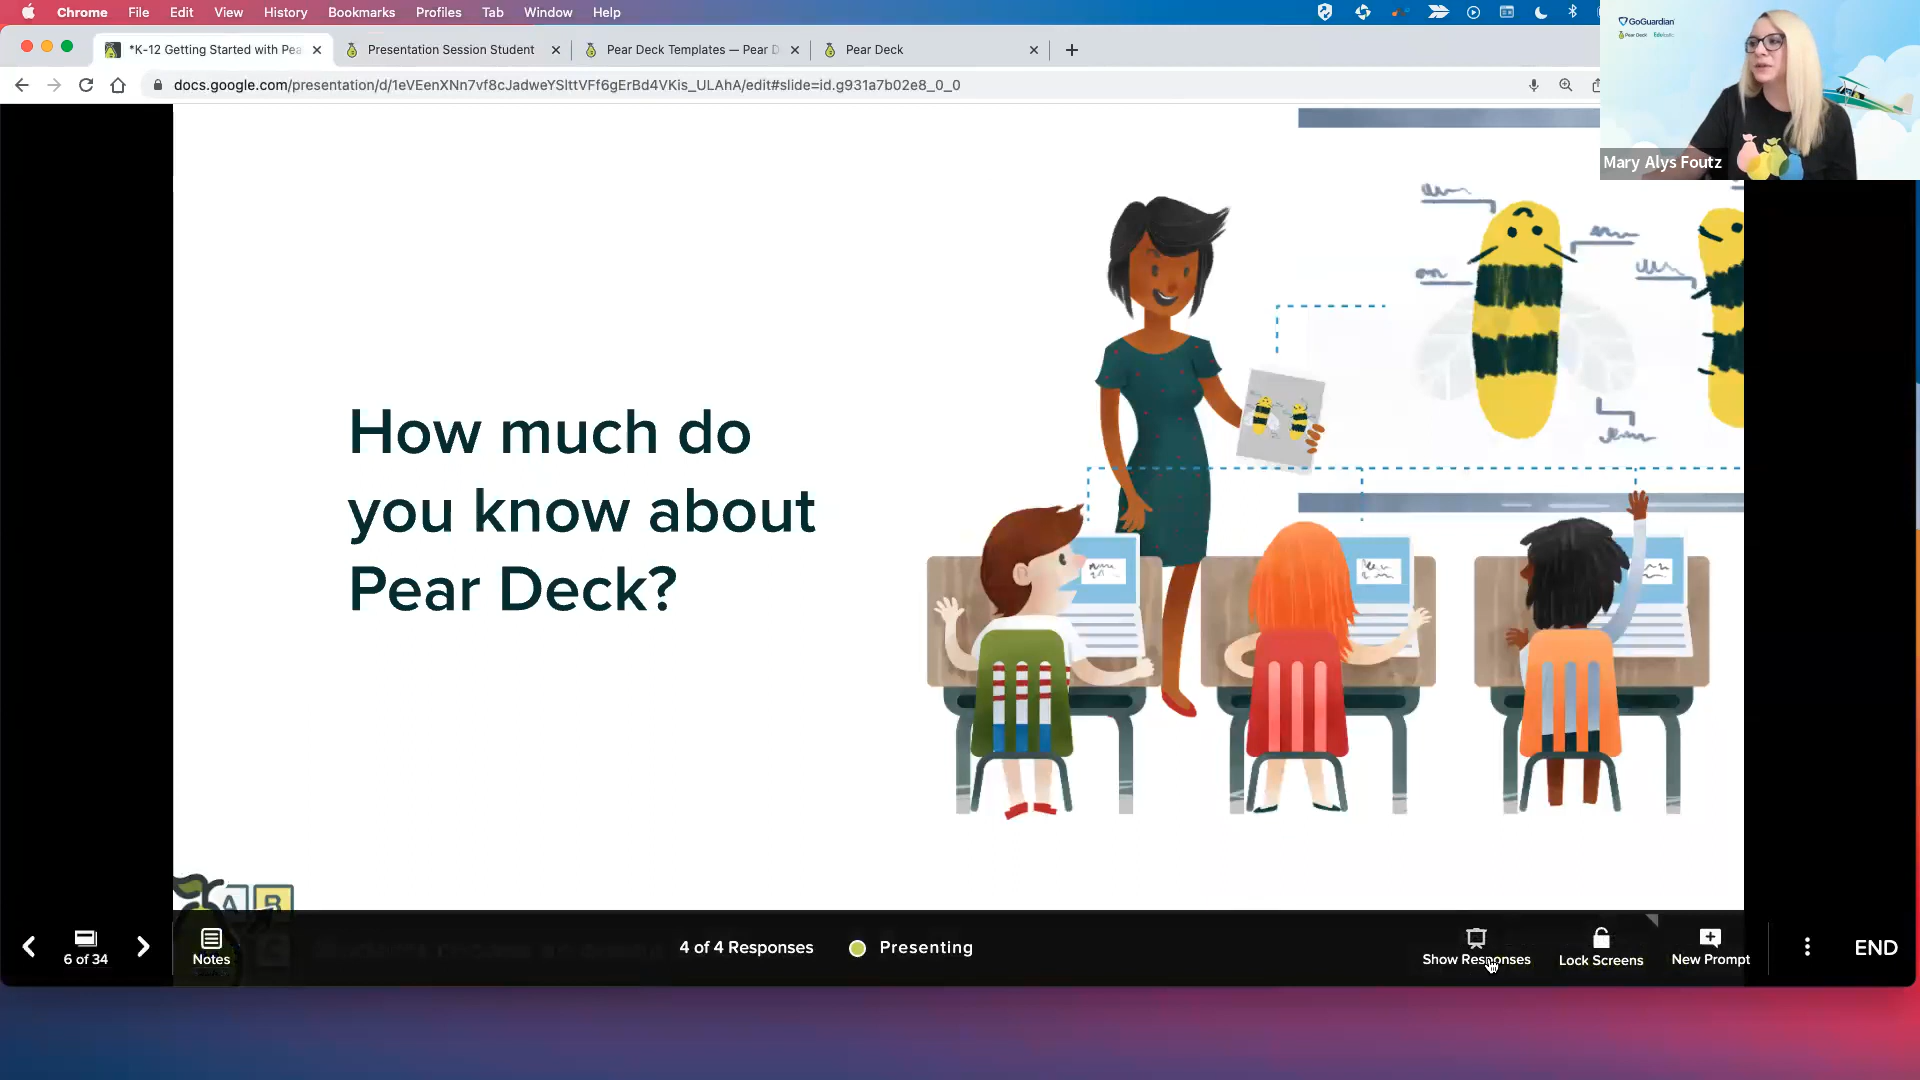 Chrome File Edit View History Bookmarks Profiles Tab Window Help
*K-12 Getting Started with Pea
Presentation Session Student
Pear Deck Templates — Pear D
Pear Deck
docs.google.com/presentation/d/1eVEenXNn7vf8cJadweYSlttVFf6gErBd4VKis_ULAhA/edit#slide=id.g931a7b02e8_0_0
GoGuardian
Pear Deck Edulastic
Mary Alys Foutz
How much do
you know about
Pear Deck?
A B
6 of 34
Notes
4 of 4 Responses
Presenting
Show Responses
Lock Screens
New Prompt
END